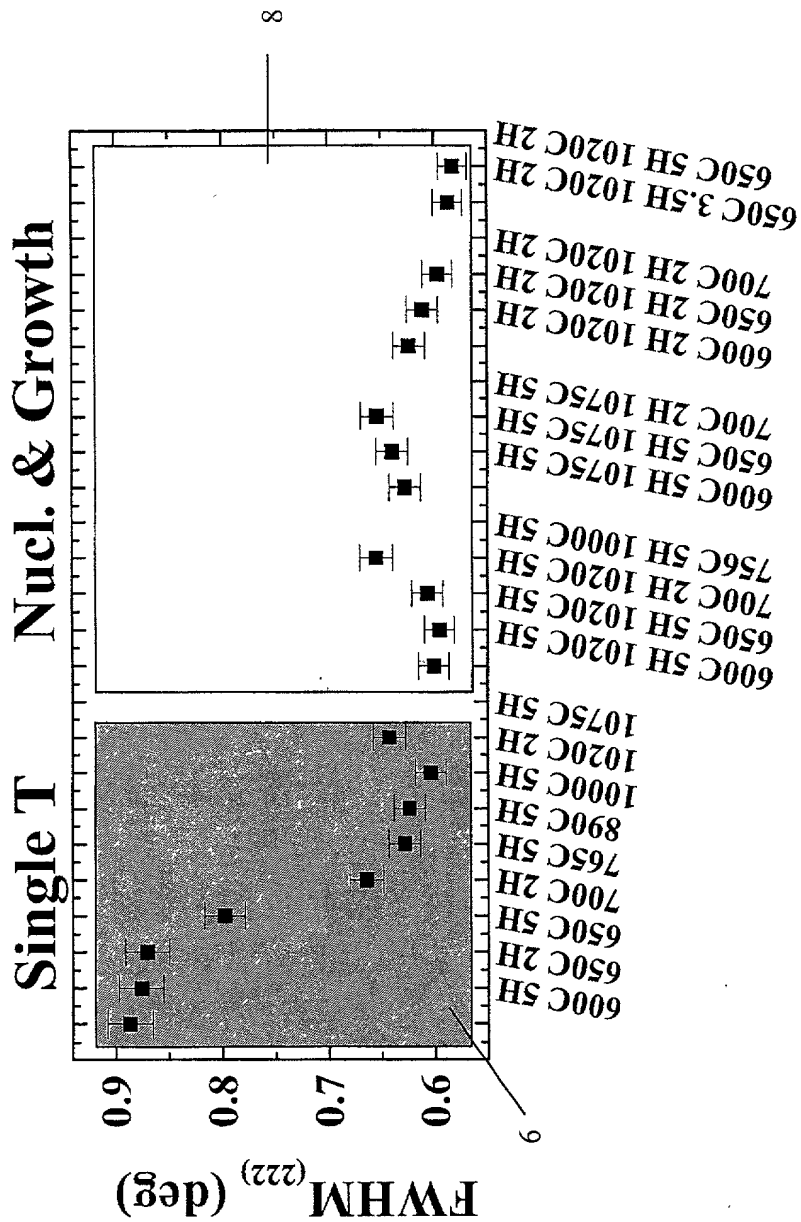 Single T
Nucl. & Growth
8
9
FWHM(222) (deg)
0.9
0.8
0.7
0.6
600C 5H
650C 2H
650C 5H
700C 2H
765C 5H
890C 5H
1000C 5H
1020C 2H
1075C 5H
600C 5H 1020C 5H
650C 5H 1020C 5H
700C 2H 1020C 5H
756C 5H 1000C 5H
600C 5H 1075C 5H
650C 5H 1075C 5H
700C 2H 1075C 5H
600C 2H 1020C 2H
650C 2H 1020C 2H
700C 2H 1020C 2H
650C 3.5H 1020C 2H
650C 5H 1020C 2H